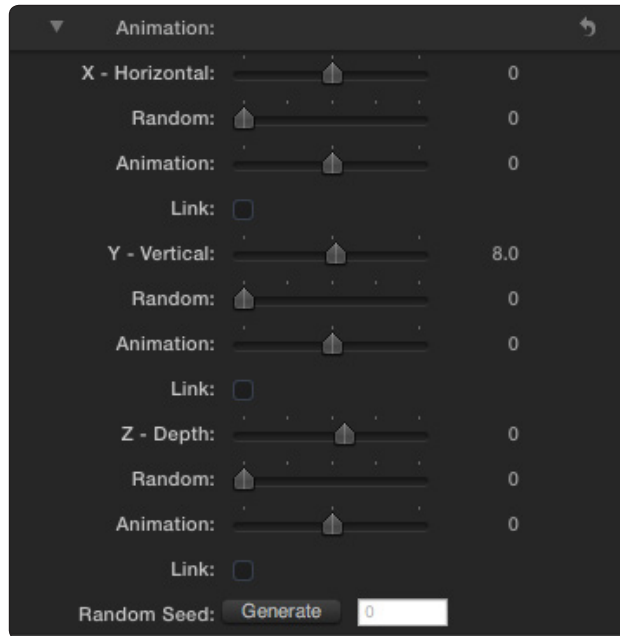 Animation:
X - Horizontal: 0
Random: 0
Animation: 0
Link:
Y - Vertical: 8.0
Random: 0
Animation: 0
Link:
Z - Depth: 0
Random: 0
Animation: 0
Link:
Random Seed: Generate 0